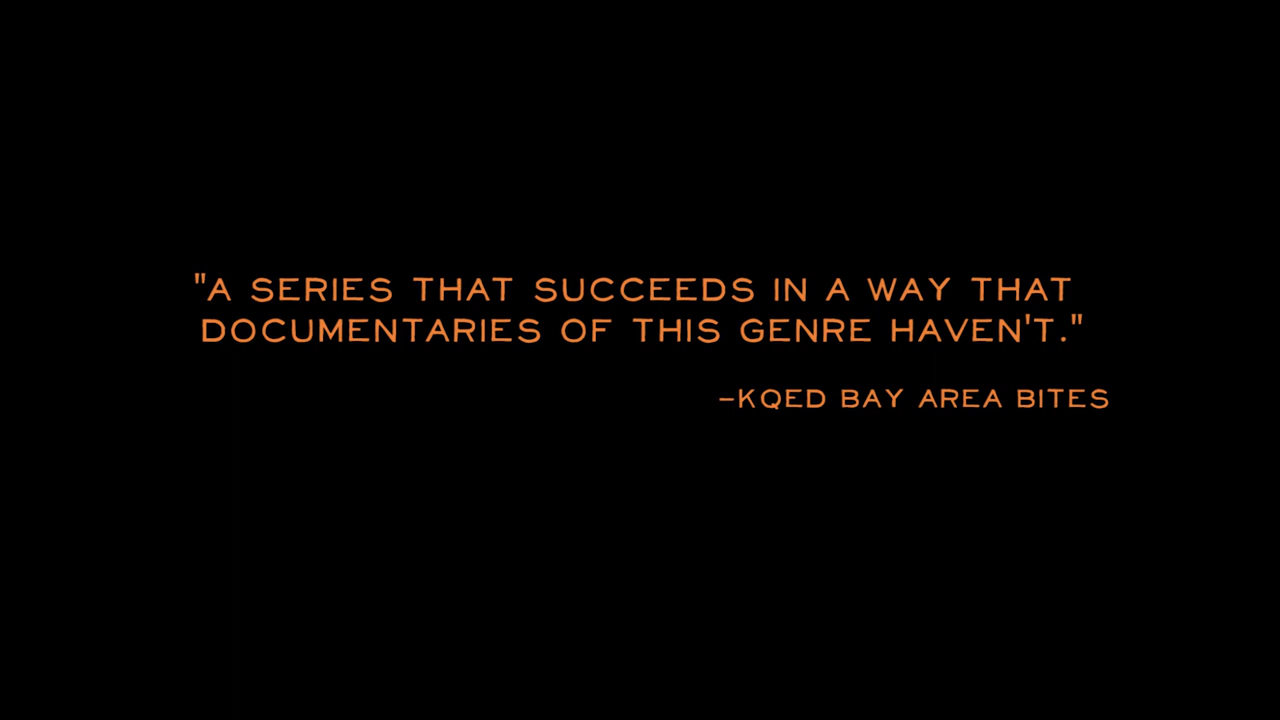 "A SERIES THAT SUCCEEDS IN A WAY THAT
DOCUMENTARIES OF THIS GENRE HAVEN'T."
–KQED BAY AREA BITES